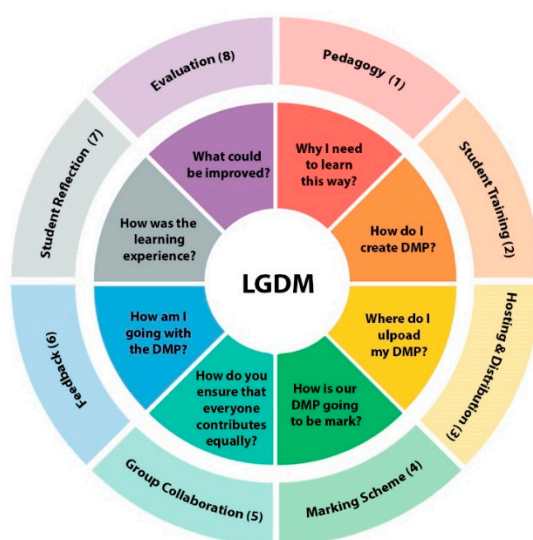 Pedagogy (1)
Why I need
to learn
this way?
Student Training (2)
How do I
create DMP?
Hosting & Distribution (3)
Where do I
ulpoad
my DMP?
Marking Scheme (4)
How is our
DMP going
to be mark?
Group Collaboration (5)
How do you
ensure that
everyone
contributes
equally?
Feedback (6)
How am I
going with
the DMP?
Student Reflection (7)
How was the
learning
experience?
Evaluation (8)
What could
be improved?
LGDM